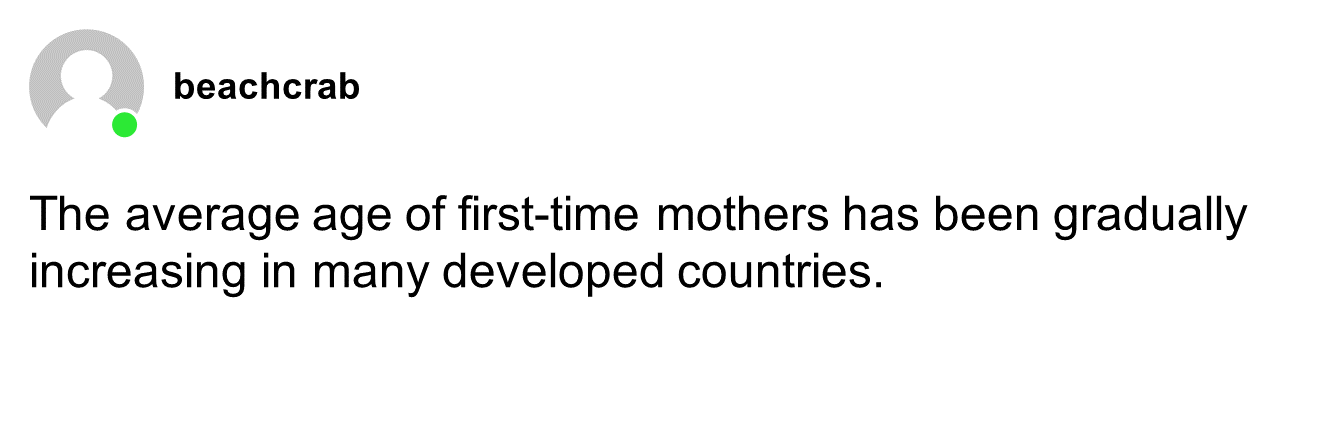 beachcrab
The average age of first-time mothers has been gradually
increasing in many developed countries.